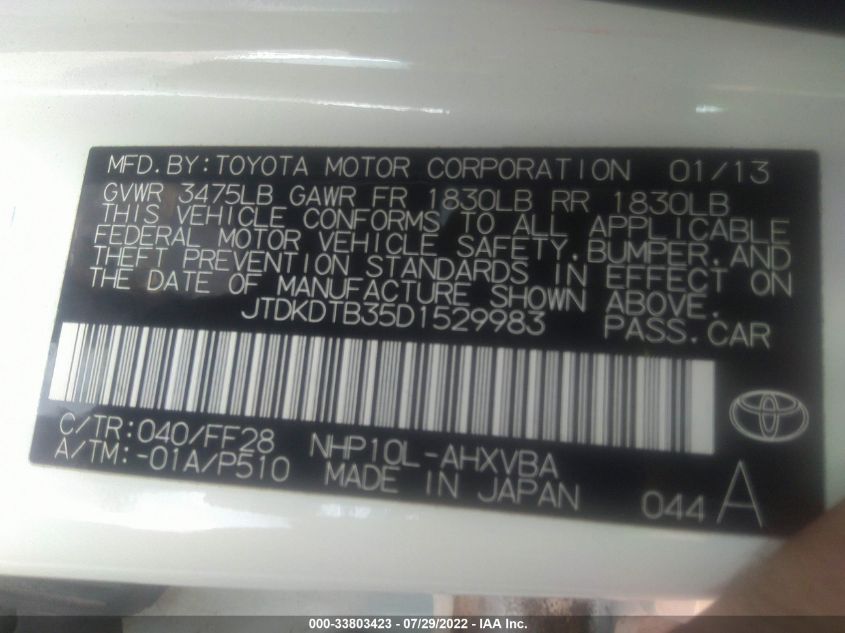 MFD.BY:TOYOTA MOTOR CORPORATION 01/13
GVWR 3475LB GAWR FR 1830LB RR 1830LB
THIS VEHICLE CONFORMS TO ALL APPLICABLE
FEDERAL MOTOR VEHICLE SAFETY,BUMPER,AND
THEFT PREVENTION STANDARDS IN EFFECT ON
THE DATE OF MANUFACTURE SHOWN ABOVE.
JTDKDTB35D1529983 PASS.CAR
C/TR:040/FF28 NHP10L-AHXVBA
A/TM:-01A/P510 MADE IN JAPAN 044 A
000-33803423 - 07/29/2022 - © IAA Inc.